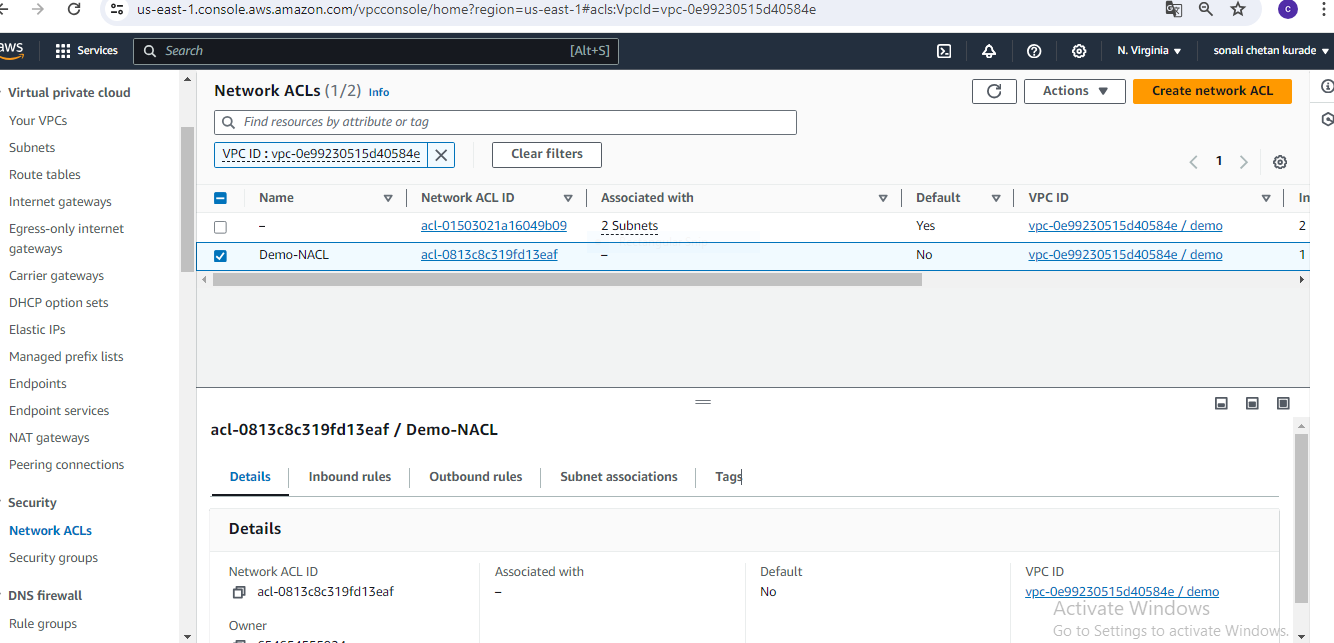 us-east-1.console.aws.amazon.com/vpcconsole/home?region=us-east-1#acls:VpcId=vpc-0e99230515d40584e
c
aws
Services
Search
[Alt+S]
N. Virginia
sonali chetan kurade
Virtual private cloud
Your VPCs
Subnets
Route tables
Internet gateways
Egress-only internet
gateways
Carrier gateways
DHCP option sets
Elastic IPs
Managed prefix lists
Endpoints
Endpoint services
NAT gateways
Peering connections
Security
Network ACLs
Security groups
DNS firewall
Rule groups
Network ACLs (1/2) Info
Actions
Create network ACL
Find resources by attribute or tag
VPC ID : vpc-0e99230515d40584e
Clear filters
1
Name Network ACL ID Associated with Default VPC ID In
– acl-01503021a16049b09 2 Subnets Yes vpc-0e99230515d40584e / demo 2
Demo-NACL acl-0813c8c319fd13eaf – No vpc-0e99230515d40584e / demo 1
acl-0813c8c319fd13eaf / Demo-NACL
Details Inbound rules Outbound rules Subnet associations Tags
Details
Network ACL ID Associated with Default VPC ID
acl-0813c8c319fd13eaf – No vpc-0e99230515d40584e / demo
Owner
Activate Windows
Go to Settings to activate Windows.